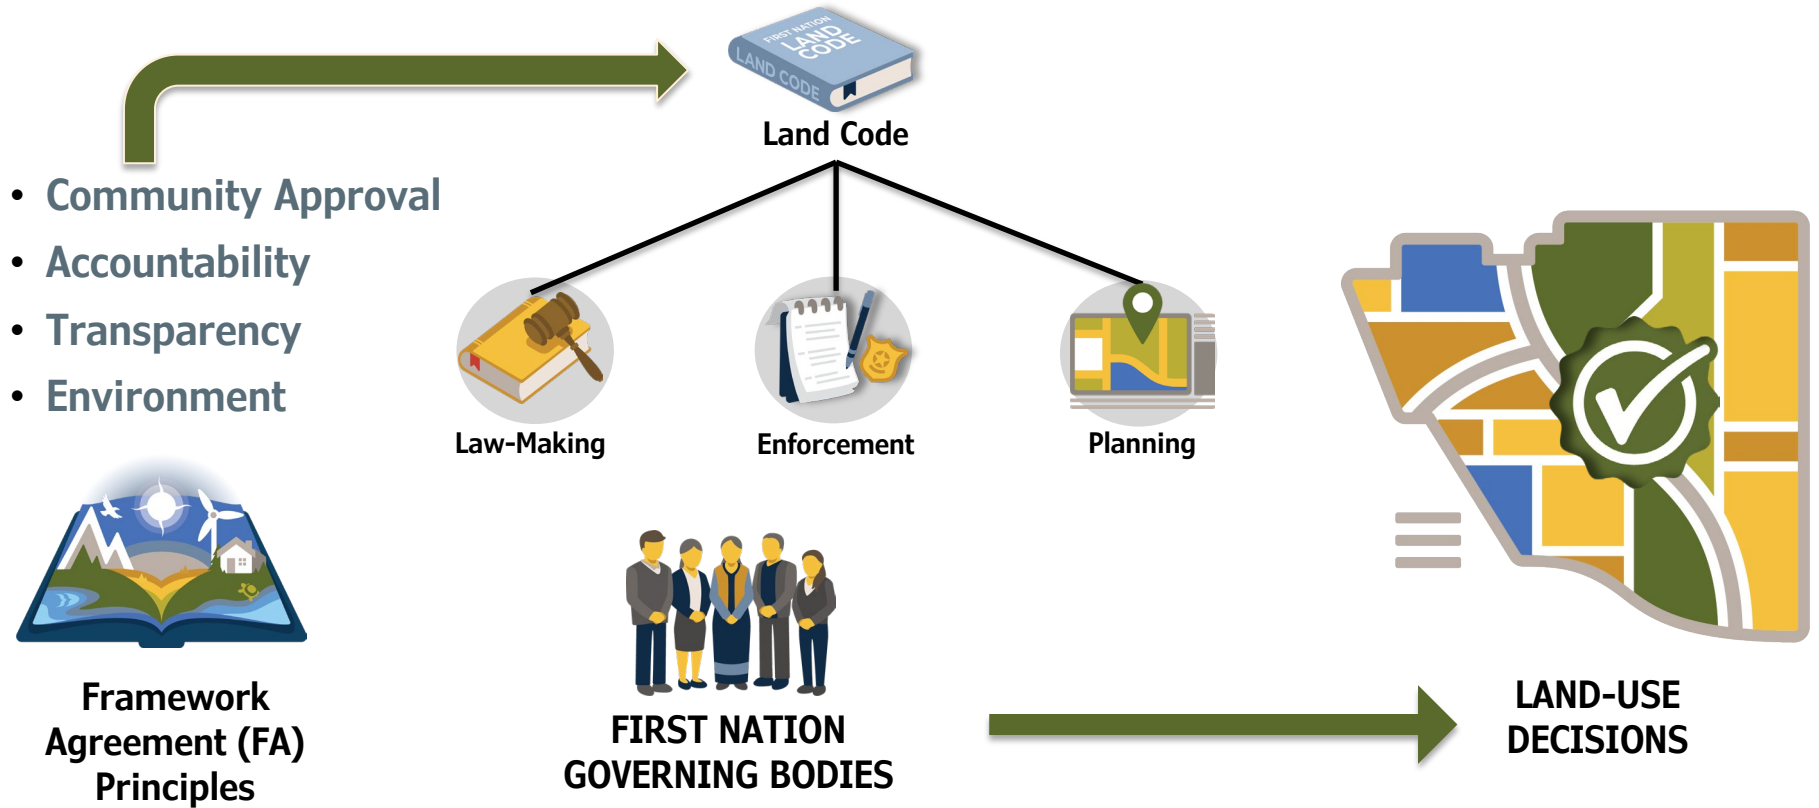 FIRST NATION
LAND
CODE
LAND CODE
Land Code
• Community Approval
• Accountability
• Transparency
• Environment
Law-Making
Enforcement
Planning
Framework
Agreement (FA)
Principles
FIRST NATION
GOVERNING BODIES
LAND-USE
DECISIONS